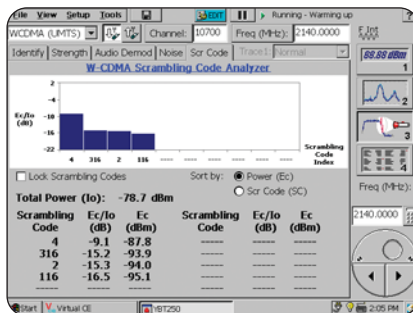 File View Setup Tools EDIT Running - Warming up
WCDMA (UMTS) Channel: 10700 Freq (MHz): 2140.0000 F Int
Identify Strength Audio Demod Noise Scr Code Trace1: Normal
88.88 dBm
1
W-CDMA Scrambling Code Analyzer
2
-4
Ec/Io
(dB)
-10
-16
-22
4 316 2 116 ---- ---- ---- ---- ---- ----
Scrambling
Code
Index
2
3
4
Lock Scrambling Codes Sort by: Power (Ec)
Scr Code (SC)
Freq (MHz):
2140.0000
Total Power (Io): -78.7 dBm
Scrambling Ec/Io Ec Scrambling Ec/Io Ec
Code (dB) (dBm) Code (dB) (dBm)
4 -9.1 -87.8 ----- ----- -----
316 -15.2 -93.9 ----- ----- -----
2 -15.3 -94.0 ----- ----- -----
116 -16.5 -95.1 ----- ----- -----
Start Virtual CE YBT250 2:05 PM